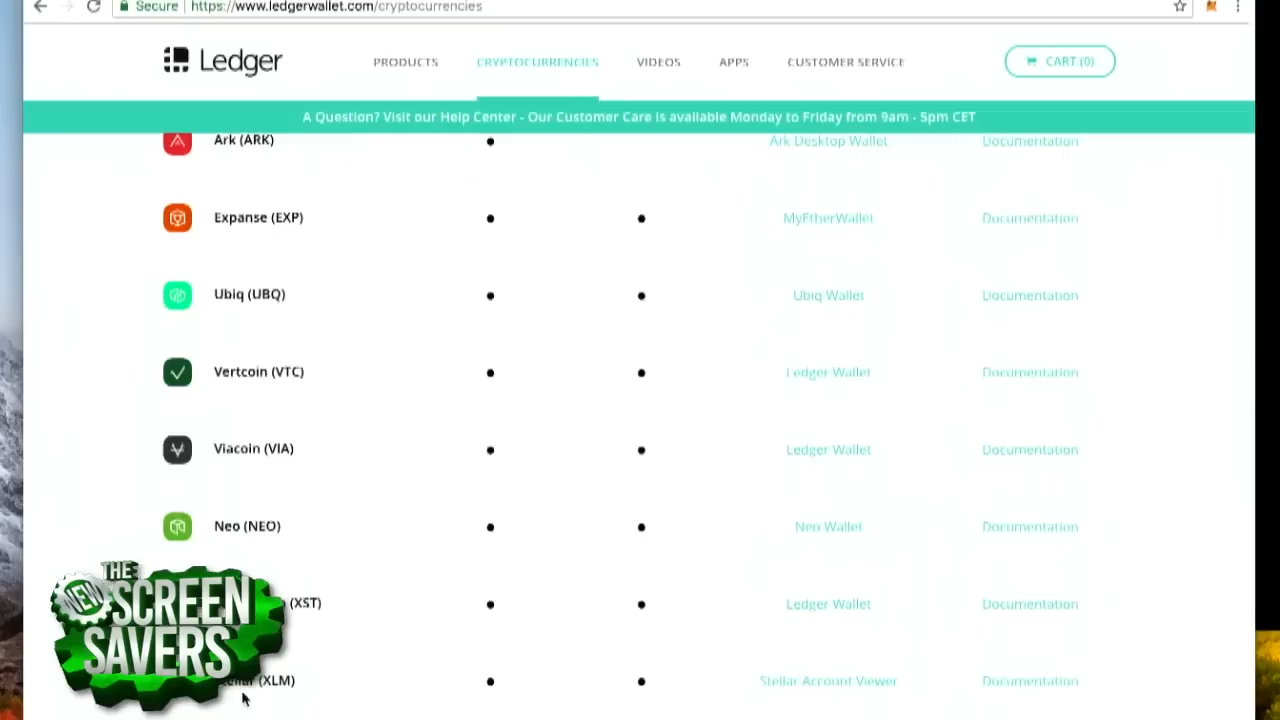 Secure https://www.ledgerwallet.com/cryptocurrencies
Ledger PRODUCTS CRYPTOCURRENCIES VIDEOS APPS CUSTOMER SERVICE CART (0)
A Question? Visit our Help Center - Our Customer Care is available Monday to Friday from 9am - 5pm CET
Ark (ARK) Ark Desktop Wallet Documentation
Expanse (EXP) MyEtherWallet Documentation
Ubiq (UBQ) Ubiq Wallet Documentation
Vertcoin (VTC) Ledger Wallet Documentation
Viacoin (VIA) Ledger Wallet Documentation
Neo (NEO) Neo Wallet Documentation
(XST) Ledger Wallet Documentation
Stellar (XLM) Stellar Account Viewer Documentation
THE
NEW SCREEN
SAVERS